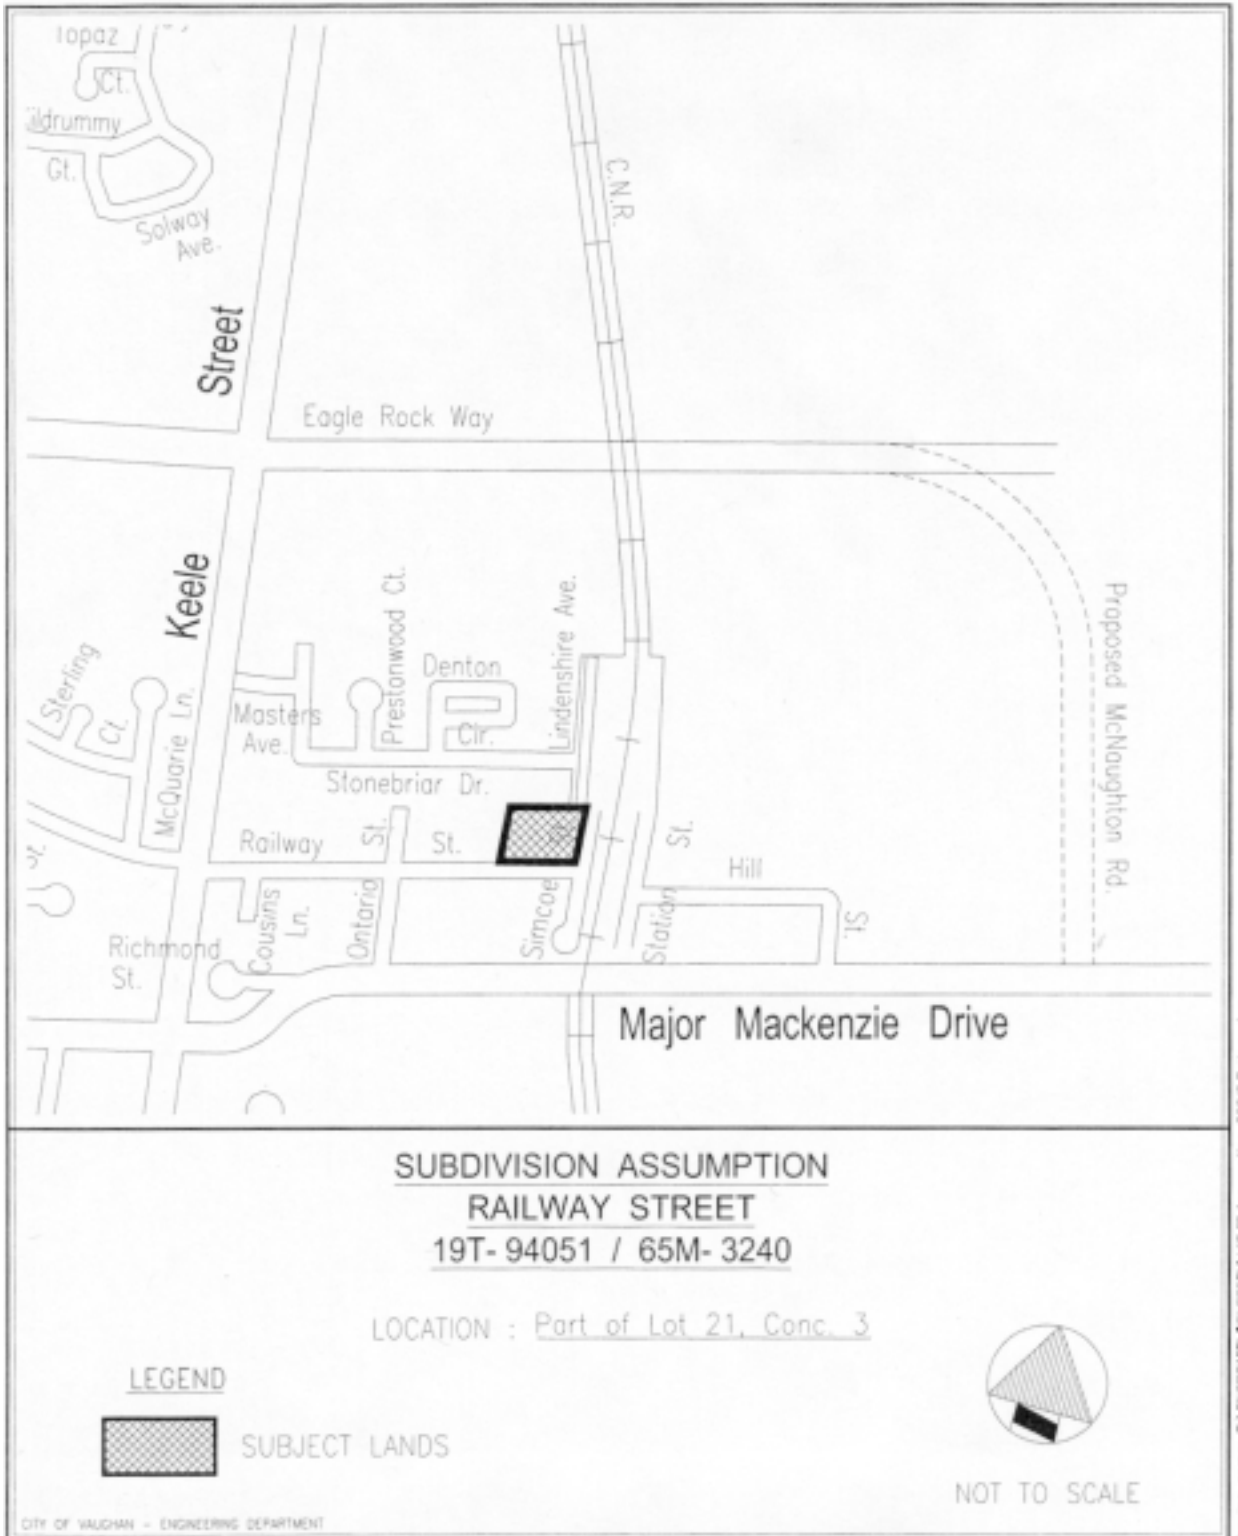 Topaz
Ct.
Gt.
Solway
Ave.
C.N.R.
Street
Eagle Rock Way
Keele
Prestonwood Ct.
Lindenshire Ave.
Proposed McNaughton Rd.
Sterling
Ct.
McQuarie Ln.
Masters
Ave.
Denton
Cir.
Stonebriar Dr.
Railway
St.
St.
St.
Hill
St.
St.
Cousins
Ln.
Ontario
Simcoe
Station
Richmond
St.
Major Mackenzie Drive
SUBDIVISION ASSUMPTION
RAILWAY STREET
19T- 94051 / 65M- 3240
LOCATION : Part of Lot 21, Conc. 3
LEGEND
SUBJECT LANDS
NOT TO SCALE
CITY OF VAUGHAN - ENGINEERING DEPARTMENT